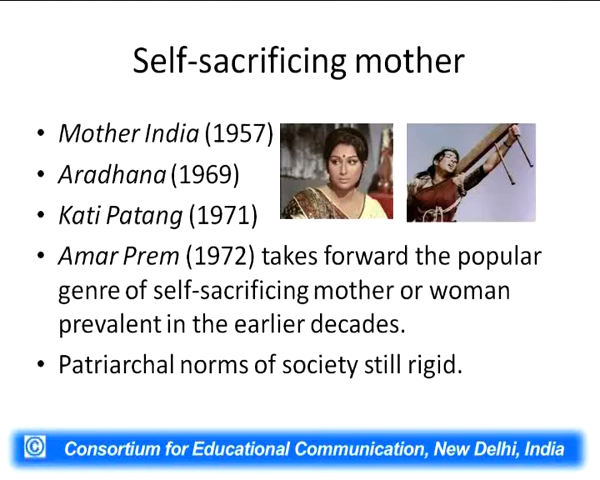 Self-sacrificing mother
• Mother India (1957)
• Aradhana (1969)
• Kati Patang (1971)
• Amar Prem (1972) takes forward the popular
genre of self-sacrificing mother or woman
prevalent in the earlier decades.
• Patriarchal norms of society still rigid.
© Consortium for Educational Communication, New Delhi, India